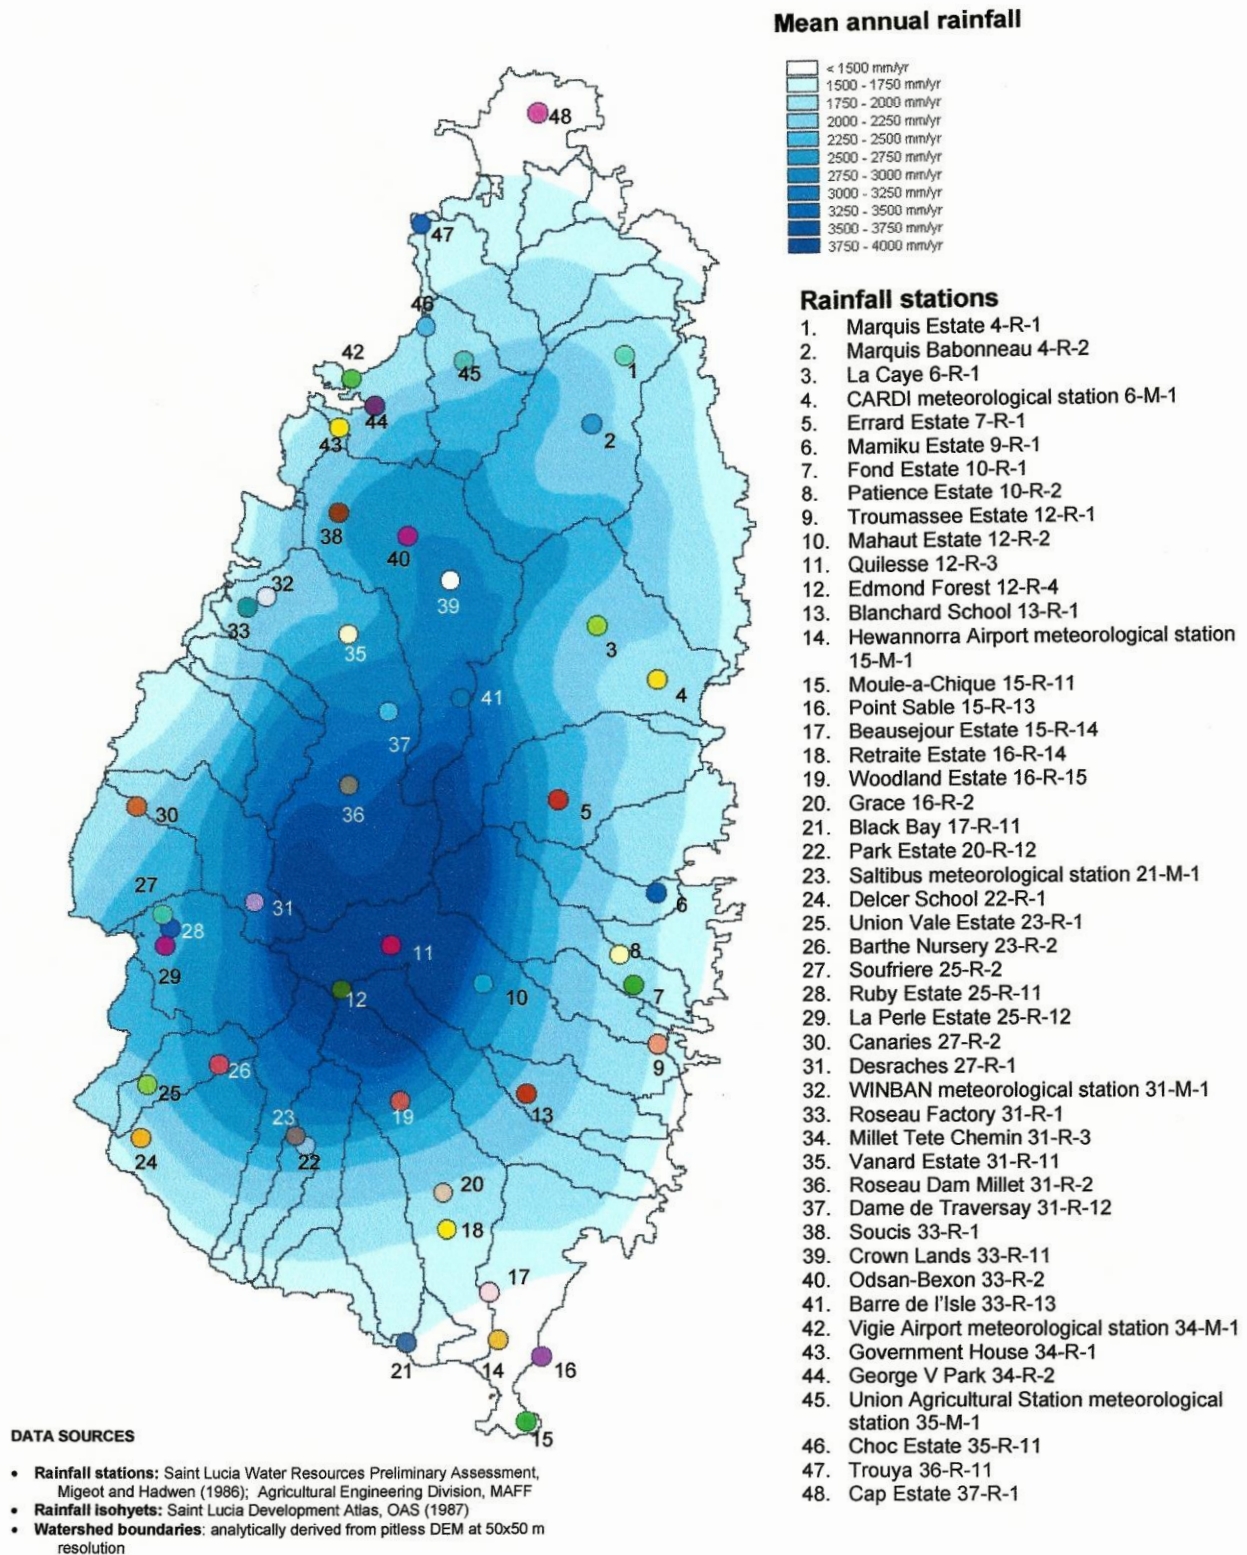 Mean annual rainfall
< 1500 mm/yr
1500 - 1750 mm/yr
1750 - 2000 mm/yr
2000 - 2250 mm/yr
2250 - 2500 mm/yr
2500 - 2750 mm/yr
2750 - 3000 mm/yr
3000 - 3250 mm/yr
3250 - 3500 mm/yr
3500 - 3750 mm/yr
3750 - 4000 mm/yr
Rainfall stations
1. Marquis Estate 4-R-1
2. Marquis Babonneau 4-R-2
3. La Caye 6-R-1
4. CARDI meteorological station 6-M-1
5. Errard Estate 7-R-1
6. Mamiku Estate 9-R-1
7. Fond Estate 10-R-1
8. Patience Estate 10-R-2
9. Troumassee Estate 12-R-1
10. Mahaut Estate 12-R-2
11. Quilesse 12-R-3
12. Edmond Forest 12-R-4
13. Blanchard School 13-R-1
14. Hewannorra Airport meteorological station
15-M-1
15. Moule-a-Chique 15-R-11
16. Point Sable 15-R-13
17. Beausejour Estate 15-R-14
18. Retraite Estate 16-R-14
19. Woodland Estate 16-R-15
20. Grace 16-R-2
21. Black Bay 17-R-11
22. Park Estate 20-R-12
23. Saltibus meteorological station 21-M-1
24. Delcer School 22-R-1
25. Union Vale Estate 23-R-1
26. Barthe Nursery 23-R-2
27. Soufriere 25-R-2
28. Ruby Estate 25-R-11
29. La Perle Estate 25-R-12
30. Canaries 27-R-2
31. Desraches 27-R-1
32. WINBAN meteorological station 31-M-1
33. Roseau Factory 31-R-1
34. Millet Tete Chemin 31-R-3
35. Vanard Estate 31-R-11
36. Roseau Dam Millet 31-R-2
37. Dame de Traversay 31-R-12
38. Soucis 33-R-1
39. Crown Lands 33-R-11
40. Odsan-Bexon 33-R-2
41. Barre de l'Isle 33-R-13
42. Vigie Airport meteorological station 34-M-1
43. Government House 34-R-1
44. George V Park 34-R-2
45. Union Agricultural Station meteorological
station 35-M-1
46. Choc Estate 35-R-11
47. Trouya 36-R-11
48. Cap Estate 37-R-1
48
47
46
42
45
1
44
43
2
38
40
32
39
33
3
35
4
41
37
30
36
5
27
31
6
28
11
8
29
12
10
7
26
9
25
23
19
13
24
22
20
18
17
21
14
16
15
DATA SOURCES
• Rainfall stations: Saint Lucia Water Resources Preliminary Assessment,
Migeot and Hadwen (1986); Agricultural Engineering Division, MAFF
• Rainfall isohyets: Saint Lucia Development Atlas, OAS (1987)
• Watershed boundaries: analytically derived from pitless DEM at 50x50 m
resolution